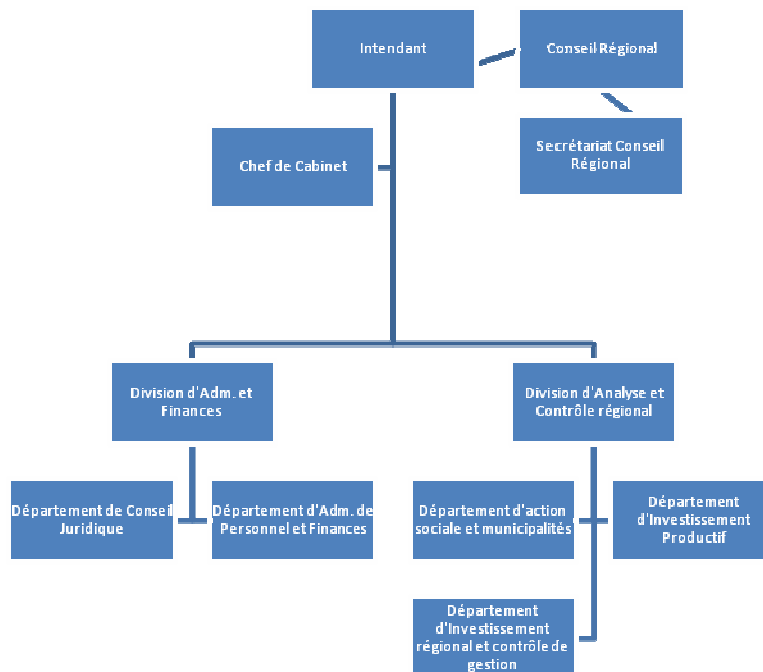 Intendant
Conseil Régional
Chef de Cabinet
Secrétariat Conseil
Régional
Division d'Adm. et
Finances
Division d'Analyse et
Contrôle régional
Département de Conseil
Juridique
Département d'Adm. de
Personnel et Finances
Département d'action
sociale et municipalités
Département
d'Investissement
Productif
Département
d'Investissement
régional et contrôle de
gestion